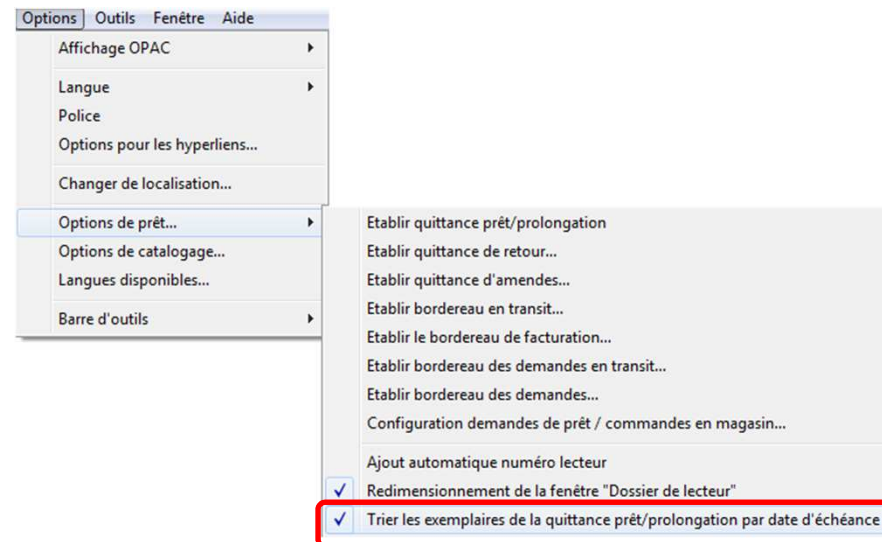 Options Outils Fenêtre Aide
Affichage OPAC
Langue
Police
Options pour les hyperliens...
Changer de localisation...
Options de prêt...
Options de catalogage...
Langues disponibles...
Barre d'outils
Etablir quittance prêt/prolongation
Etablir quittance de retour...
Etablir quittance d'amendes...
Etablir bordereau en transit...
Etablir le bordereau de facturation...
Etablir bordereau des demandes en transit...
Etablir bordereau des demandes...
Configuration demandes de prêt / commandes en magasin...
Ajout automatique numéro lecteur
Redimensionnement de la fenêtre "Dossier de lecteur"
Trier les exemplaires de la quittance prêt/prolongation par date d'échéance